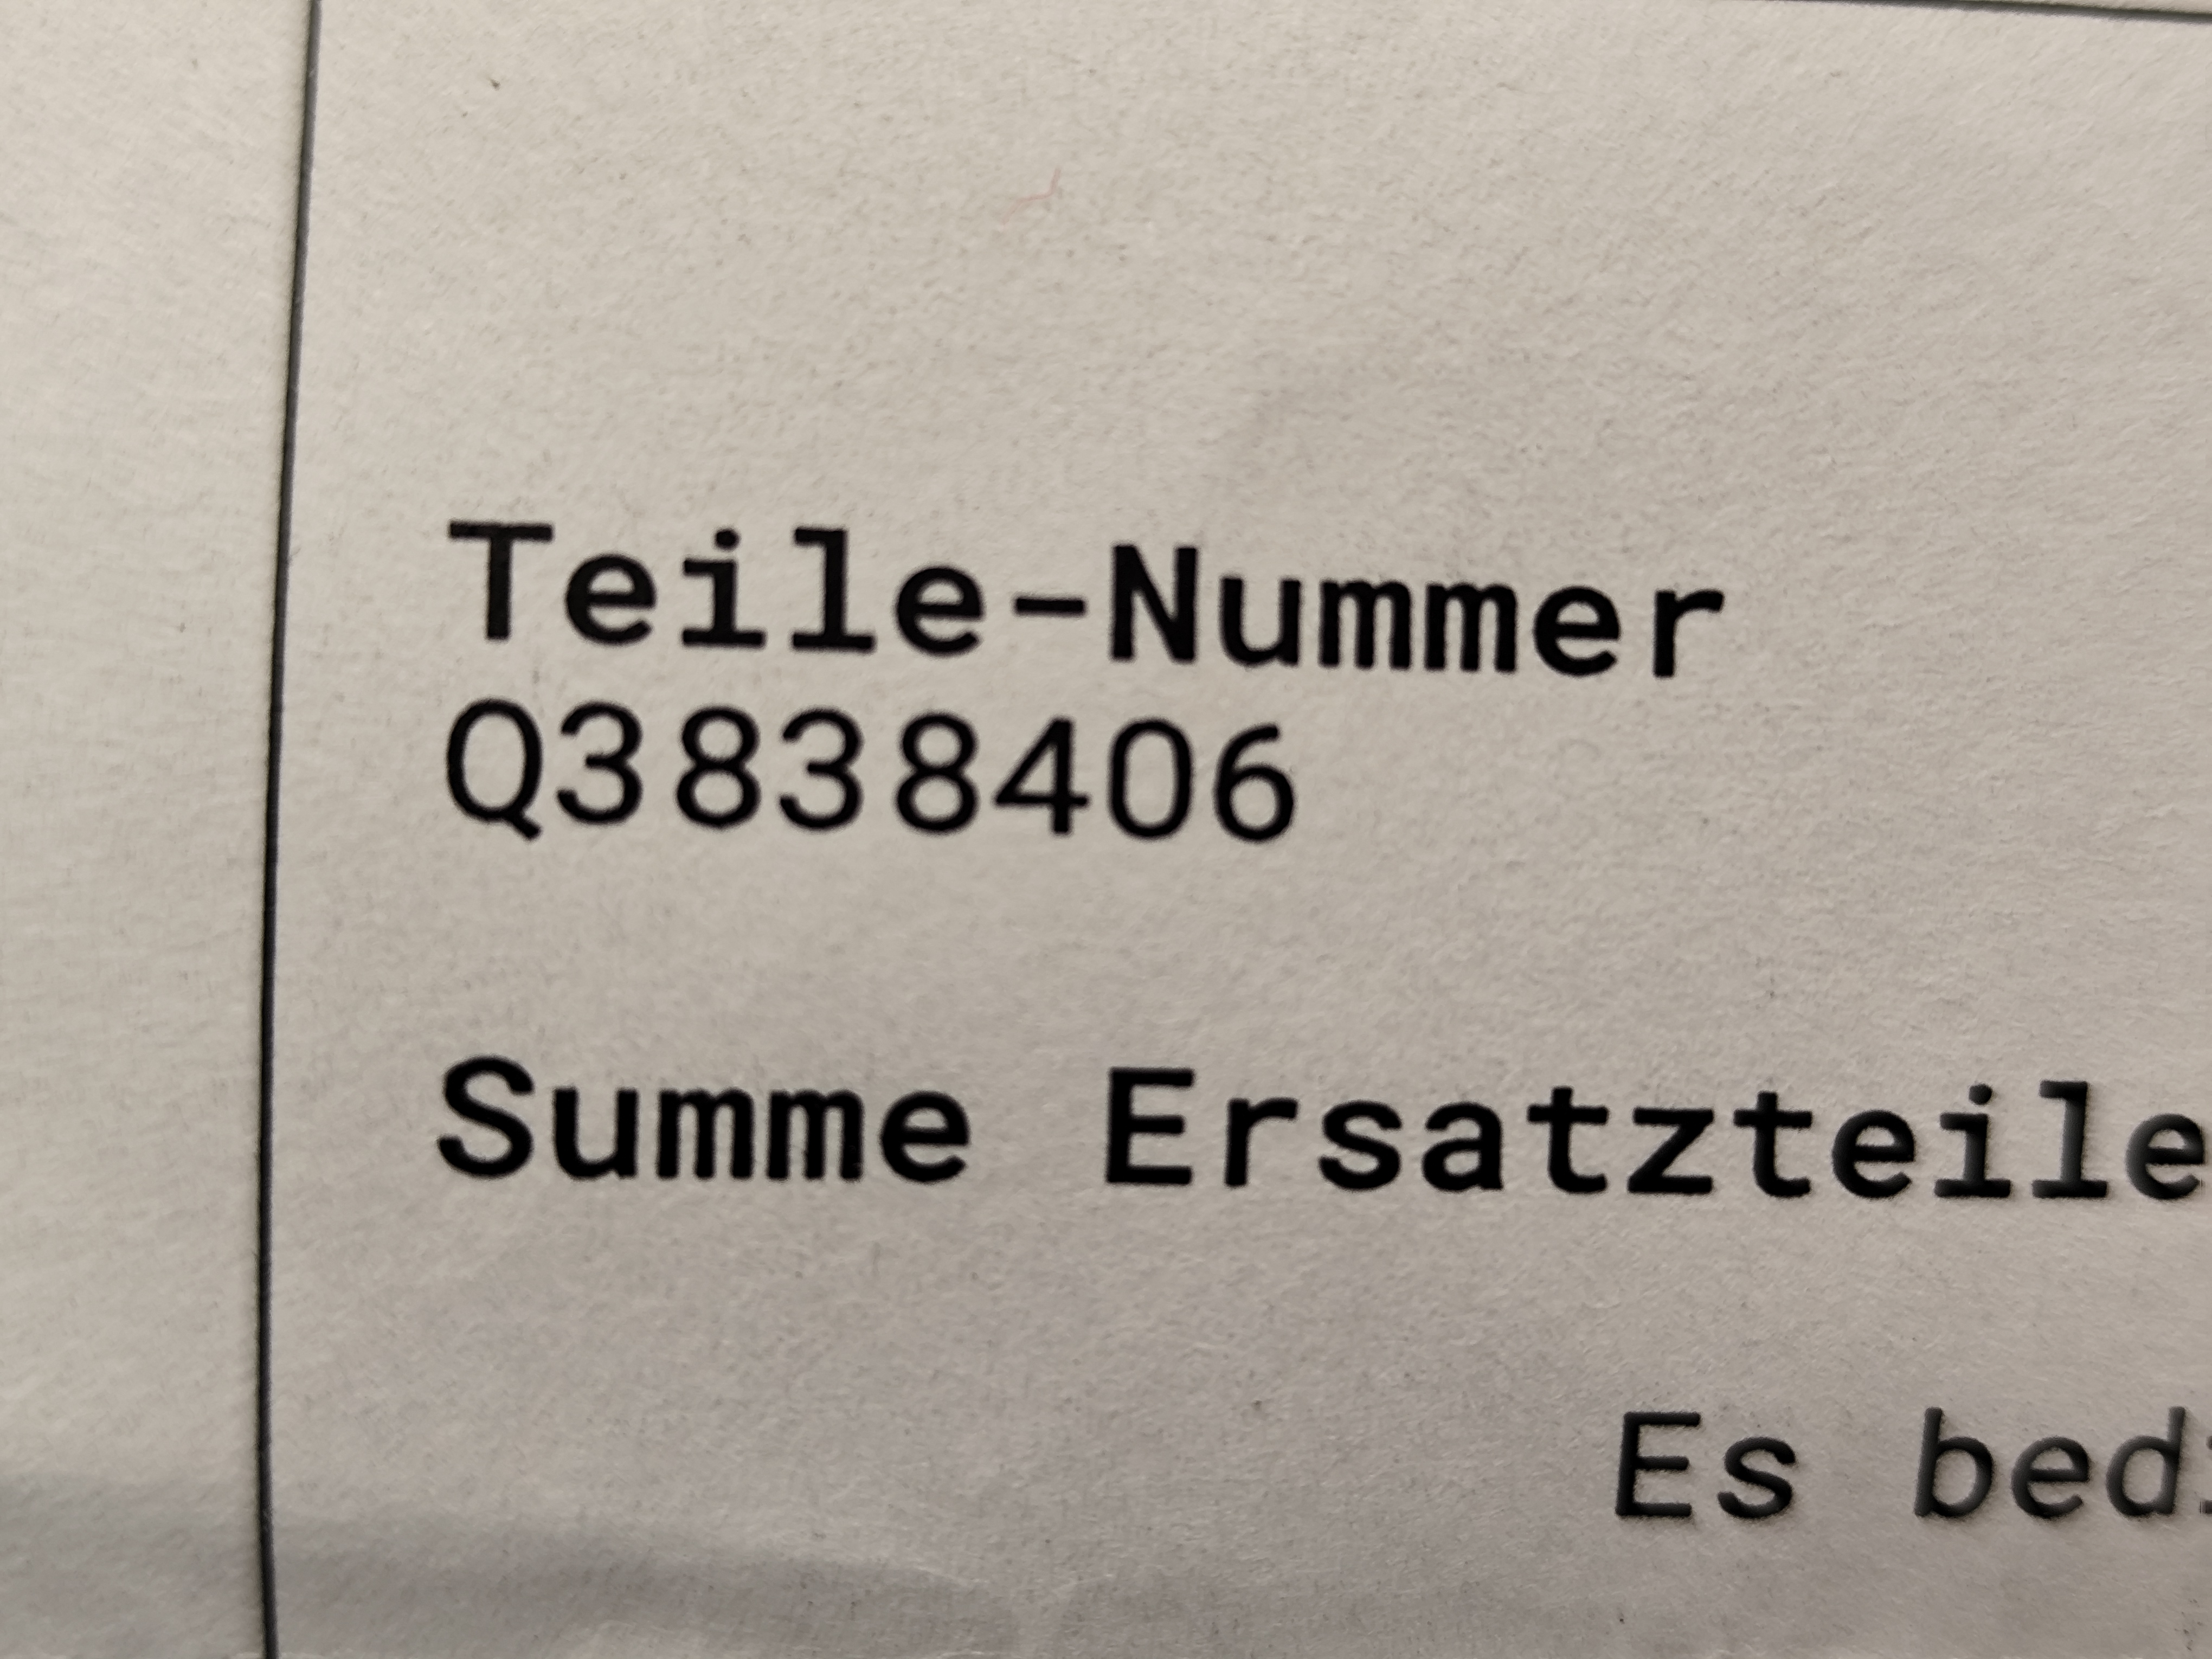 Teile-Nummer
Q3838406
Summe Ersatzteile
Es